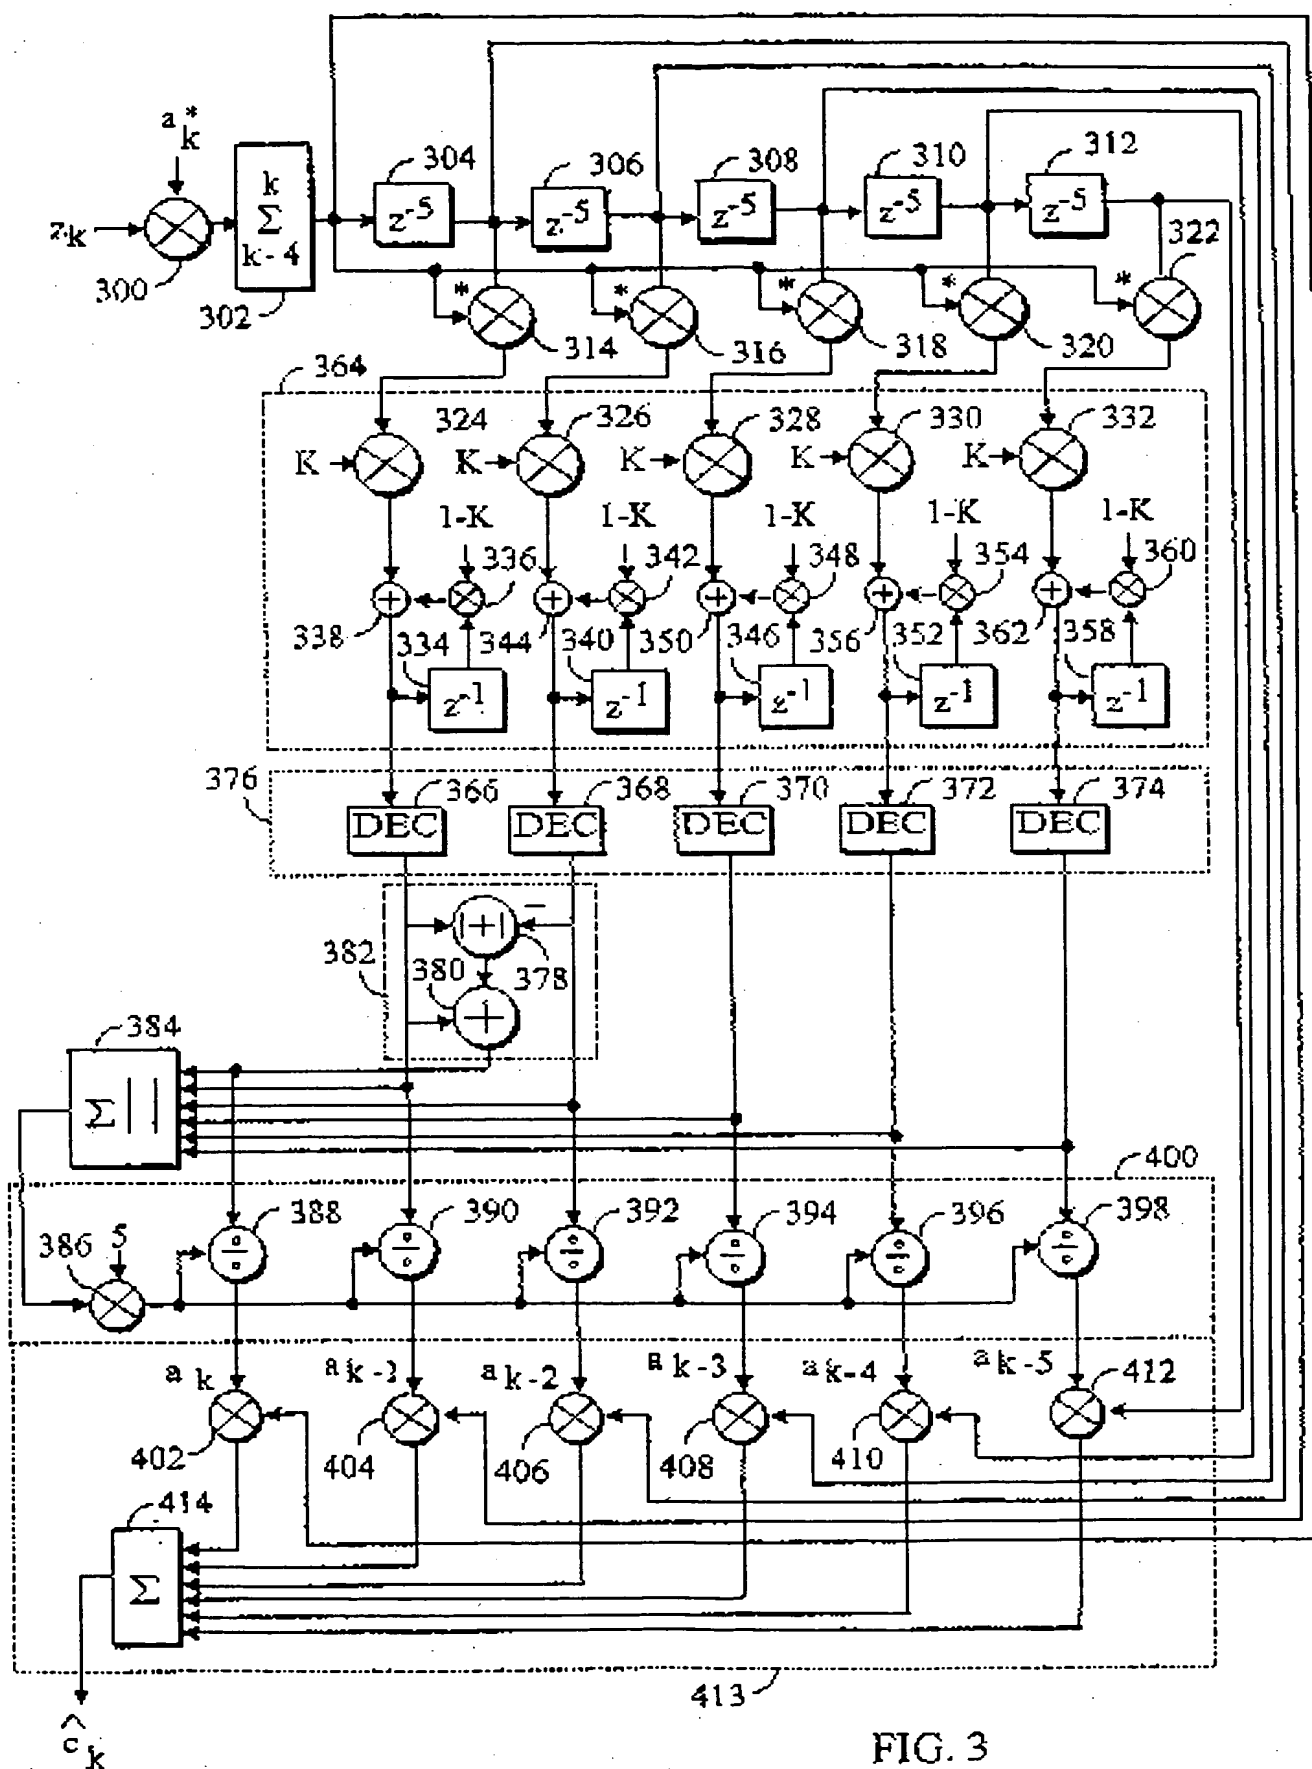 a*k
304 306 308 310 312
k
Σ
k-4
z-5 z-5 z-5 z-5 z-5
zk
300 302
322
* * * * *
314 316 318 320
364
324 326 328 330 332
K K K K K
1-K 1-K 1-K 1-K 1-K
336 342 348 354 360
+ + + + +
338 334 344 340 350 346 356 352 362 358
z-1 z-1 z-1 z-1 z-1
376
366 368 370 372 374
DEC DEC DEC DEC DEC
|+| −
382 380 378
+
384
Σ| |
400
388 390 392 394 396 398
386 5
÷ ÷ ÷ ÷ ÷ ÷
ak ak-1 ak-2 ak-3 ak-4 ak-5
412
402 404 406 408 410
414
Σ
413
ĉk
FIG. 3